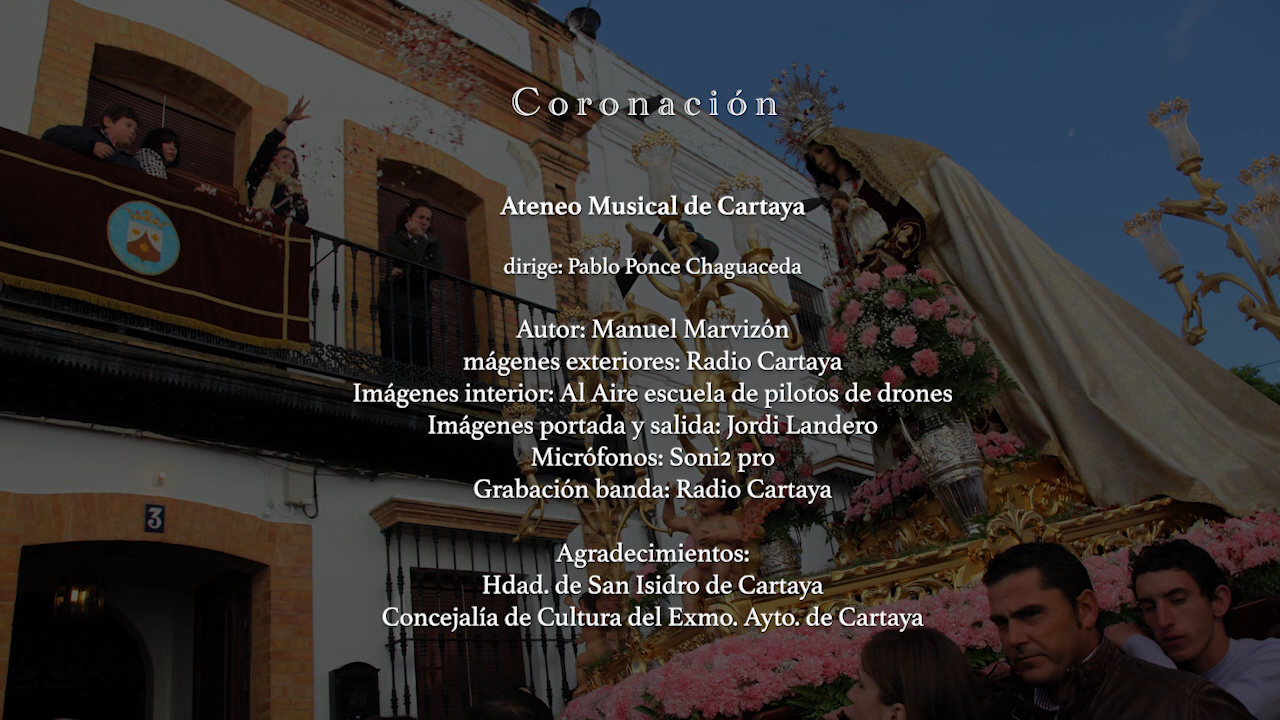 Coronación
Ateneo Musical de Cartaya
dirige: Pablo Ponce Chaguaceda
Autor: Manuel Marvizón
mágenes exteriores: Radio Cartaya
Imágenes interior: Al Aire escuela de pilotos de drones
Imágenes portada y salida: Jordi Landero
Micrófonos: Soni2 pro
Grabación banda: Radio Cartaya
Agradecimientos:
Hdad. de San Isidro de Cartaya
Concejalía de Cultura del Exmo. Ayto. de Cartaya
3